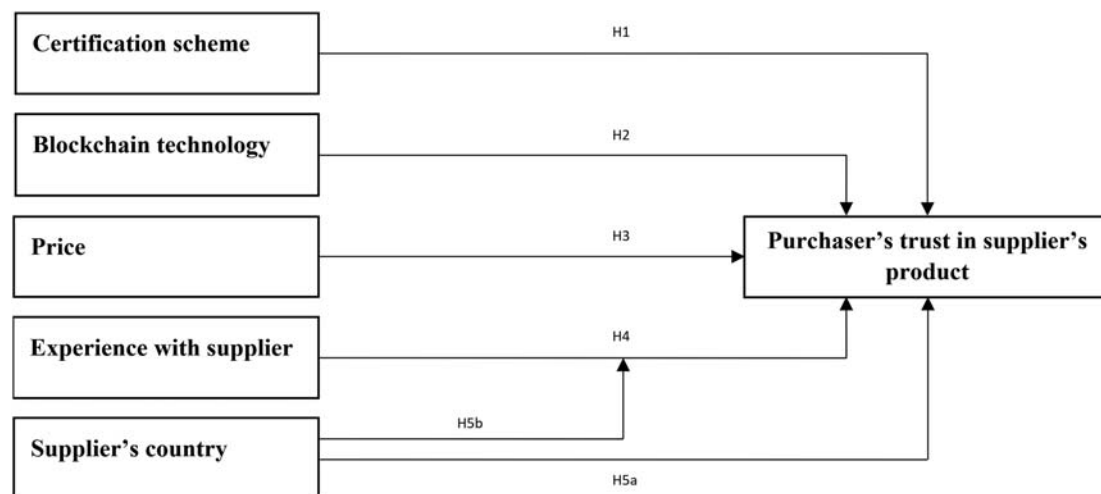 Certification scheme
H1
Blockchain technology
H2
Price
H3
Purchaser’s trust in supplier’s
product
Experience with supplier
H4
Supplier’s country
H5b
H5a